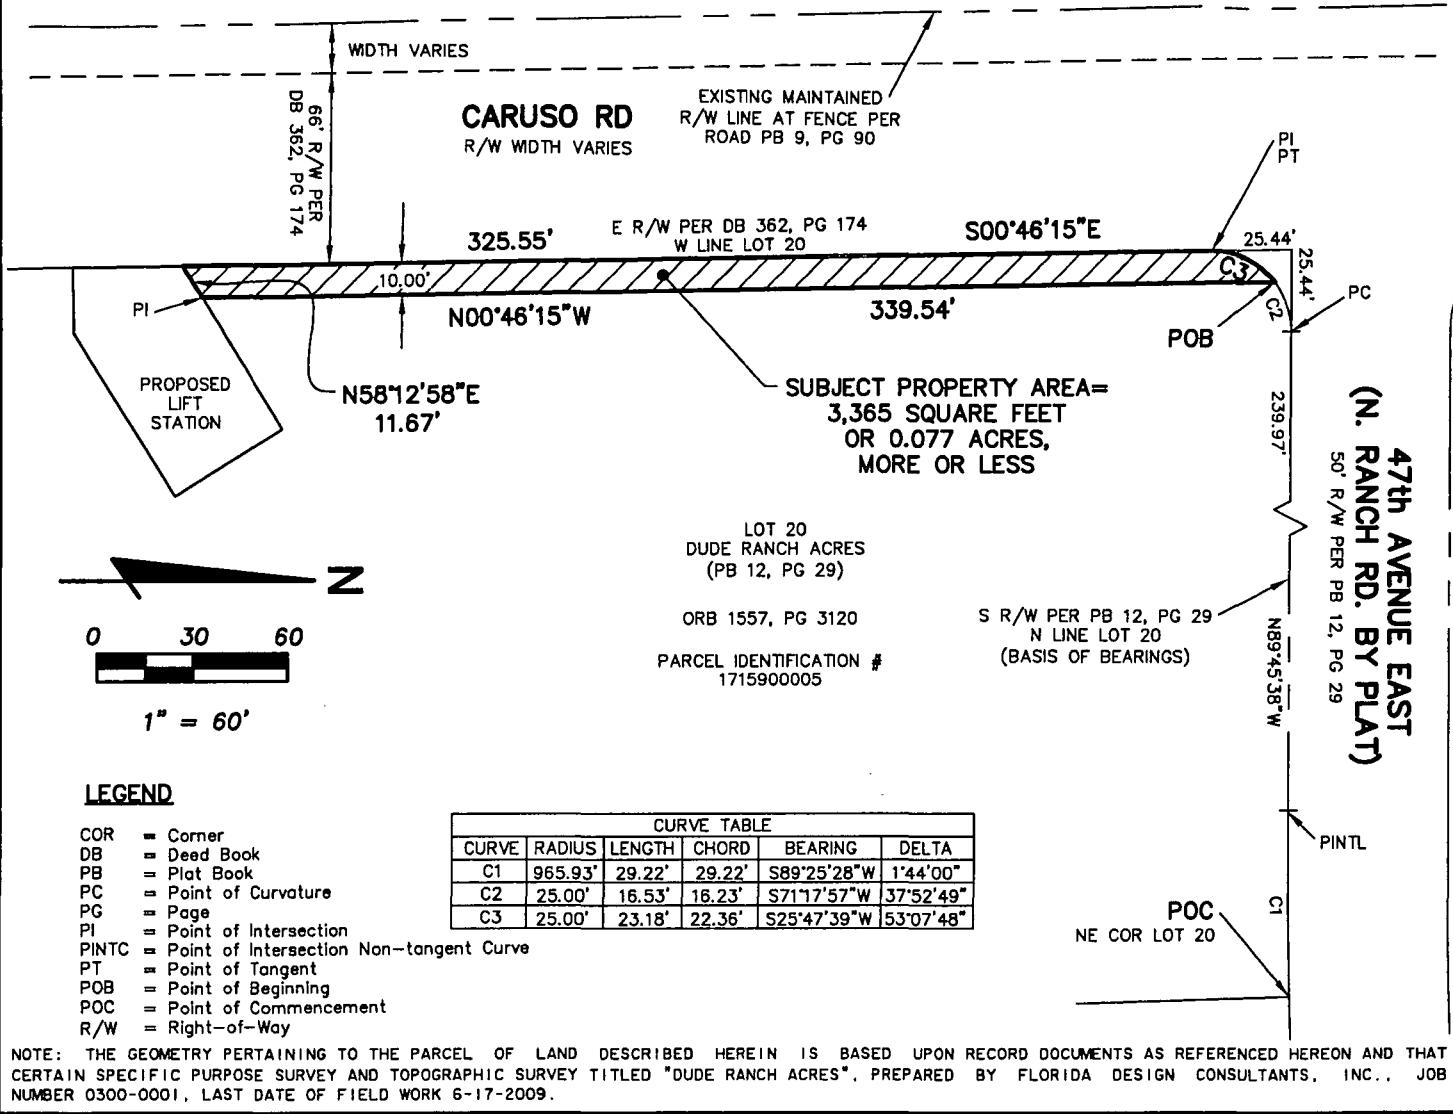 WIDTH VARIES
66' R/W PER
DB 362, PG 174
CARUSO RD
R/W WIDTH VARIES
EXISTING MAINTAINED
R/W LINE AT FENCE PER
ROAD PB 9, PG 90
PI
PT
325.55'
E R/W PER DB 362, PG 174
W LINE LOT 20
S00°46'15"E
25.44'
25.44'
10.00'
C3
C2
PI
N00°46'15"W
339.54'
POB
PC
PROPOSED
LIFT
STATION
N58°12'58"E
11.67'
SUBJECT PROPERTY AREA=
3,365 SQUARE FEET
OR 0.077 ACRES,
MORE OR LESS
239.97'
47th AVENUE EAST
(N. RANCH RD. BY PLAT)
50' R/W PER PB 12, PG 29
LOT 20
DUDE RANCH ACRES
(PB 12, PG 29)
ORB 1557, PG 3120
PARCEL IDENTIFICATION #
1715900005
S R/W PER PB 12, PG 29
N LINE LOT 20
(BASIS OF BEARINGS)
N89°45'38"W
N
0 30 60
1" = 60'
PINTL
C1
POC
NE COR LOT 20
LEGEND
COR = Corner
DB = Deed Book
PB = Plat Book
PC = Point of Curvature
PG = Page
PI = Point of Intersection
PINTC = Point of Intersection Non-tangent Curve
PT = Point of Tangent
POB = Point of Beginning
POC = Point of Commencement
R/W = Right-of-Way
CURVE TABLE
CURVE RADIUS LENGTH CHORD BEARING DELTA
C1 965.93' 29.22' 29.22' S89°25'28"W 1°44'00"
C2 25.00' 16.53' 16.23' S71°17'57"W 37°52'49"
C3 25.00' 23.18' 22.36' S25°47'39"W 53°07'48"
NOTE: THE GEOMETRY PERTAINING TO THE PARCEL OF LAND DESCRIBED HEREIN IS BASED UPON RECORD DOCUMENTS AS REFERENCED HEREON AND THAT
CERTAIN SPECIFIC PURPOSE SURVEY AND TOPOGRAPHIC SURVEY TITLED "DUDE RANCH ACRES", PREPARED BY FLORIDA DESIGN CONSULTANTS, INC., JOB
NUMBER 0300-0001, LAST DATE OF FIELD WORK 6-17-2009.